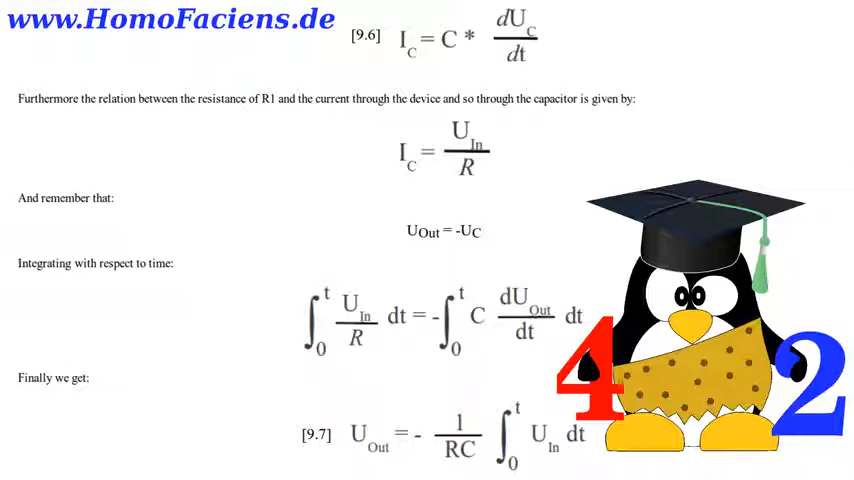 www.HomoFaciens.de
[9.6] I_C = C * dU_C/dt
Furthermore the relation between the resistance of R1 and the current through the device and so through the capacitor is given by:
I_C = U_In/R
And remember that:
U_Out = -U_C
Integrating with respect to time:
∫_0^t U_In/R dt = -∫_0^t C dU_Out/dt dt
Finally we get:
[9.7] U_Out = - 1/RC ∫_0^t U_In dt
42